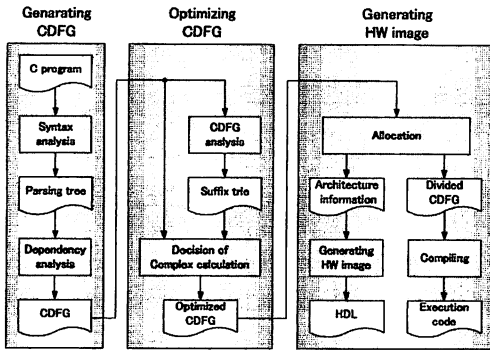 Genarating
CDFG
C program
Syntax
analysis
Parsing tree
Dependency
analysis
CDFG
Optimizing
CDFG
CDFG
analysis
Suffix trie
Decision of
Complex calculation
Optimized
CDFG
Generating
HW image
Allocation
Architecture
information
Generating
HW image
HDL
Divided
CDFG
Compiling
Execution
code